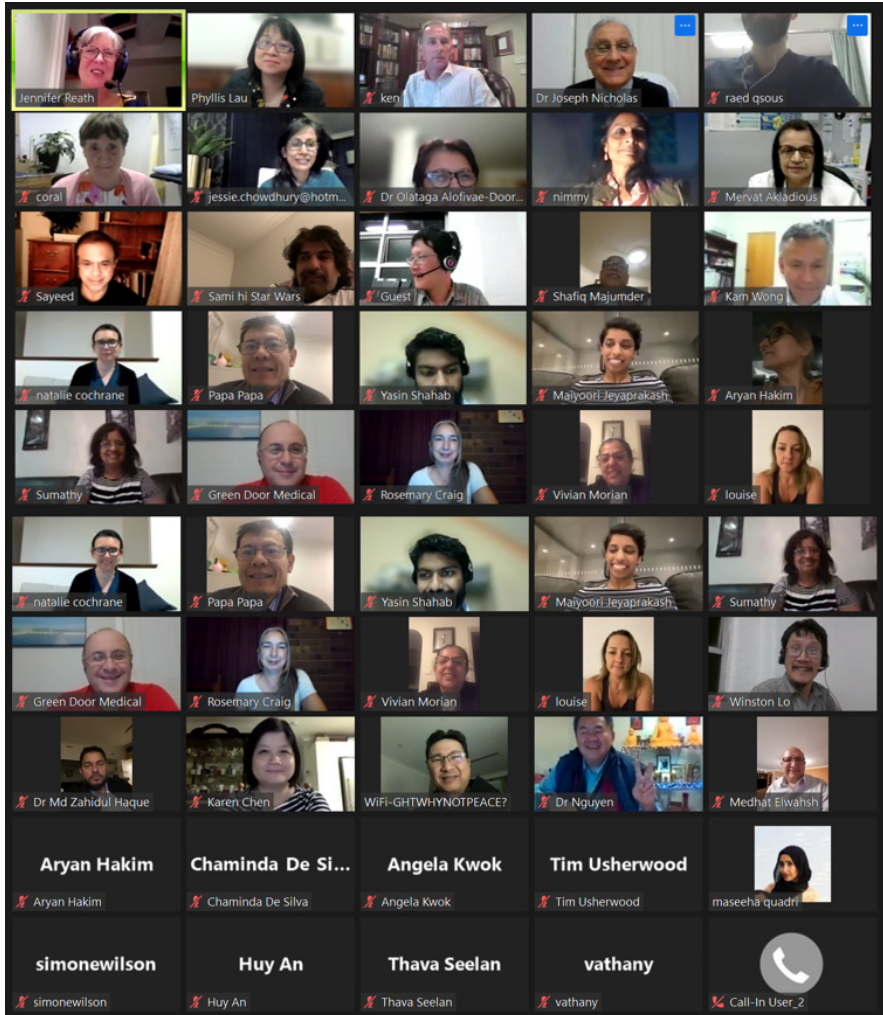 Jennifer Reath
Phyllis Lau
ken
Dr Joseph Nicholas
raed qsous
coral
jessie.chowdhury@hotm...
Dr Olataga Alofivae-Door...
nimmy
Mervat Akladious
Sayeed
Sami hi Star Wars
Guest
Shafiq Majumder
Kam Wong
natalie cochrane
Papa Papa
Yasin Shahab
Maiyoori Jeyaprakash
Aryan Hakim
Sumathy
Green Door Medical
Rosemary Craig
Vivian Morian
louise
natalie cochrane
Papa Papa
Yasin Shahab
Maiyoori Jeyaprakash
Sumathy
Green Door Medical
Rosemary Craig
Vivian Morian
louise
Winston Lo
Dr Md Zahidul Haque
Karen Chen
WiFi-GHTWHYNOTPEACE?
Dr Nguyen
Medhat Elwahsh
Aryan Hakim
Chaminda De Si...
Angela Kwok
Tim Usherwood
Aryan Hakim
Chaminda De Silva
Angela Kwok
Tim Usherwood
maseeha quadri
simonewilson
Huy An
Thava Seelan
vathany
simonewilson
Huy An
Thava Seelan
vathany
Call-In User_2